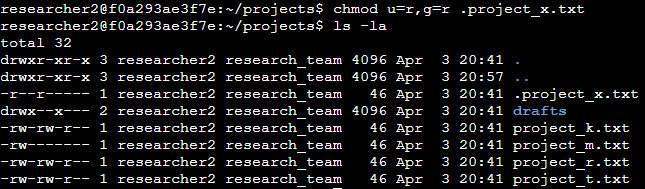 researcher2@f0a293ae3f7e:~/projects$ chmod u=r,g=r .project_x.txt
researcher2@f0a293ae3f7e:~/projects$ ls -la
total 32
drwxr-xr-x 3 researcher2 research_team 4096 Apr  3 20:41 .
drwxr-xr-x 3 researcher2 research_team 4096 Apr  3 20:57 ..
-r--r----- 1 researcher2 research_team   46 Apr  3 20:41 .project_x.txt
drwx--x--- 2 researcher2 research_team 4096 Apr  3 20:41 drafts
-rw-rw-r-- 1 researcher2 research_team   46 Apr  3 20:41 project_k.txt
-rw------- 1 researcher2 research_team   46 Apr  3 20:41 project_m.txt
-rw-rw-r-- 1 researcher2 research_team   46 Apr  3 20:41 project_r.txt
-rw-rw-r-- 1 researcher2 research_team   46 Apr  3 20:41 project_t.txt